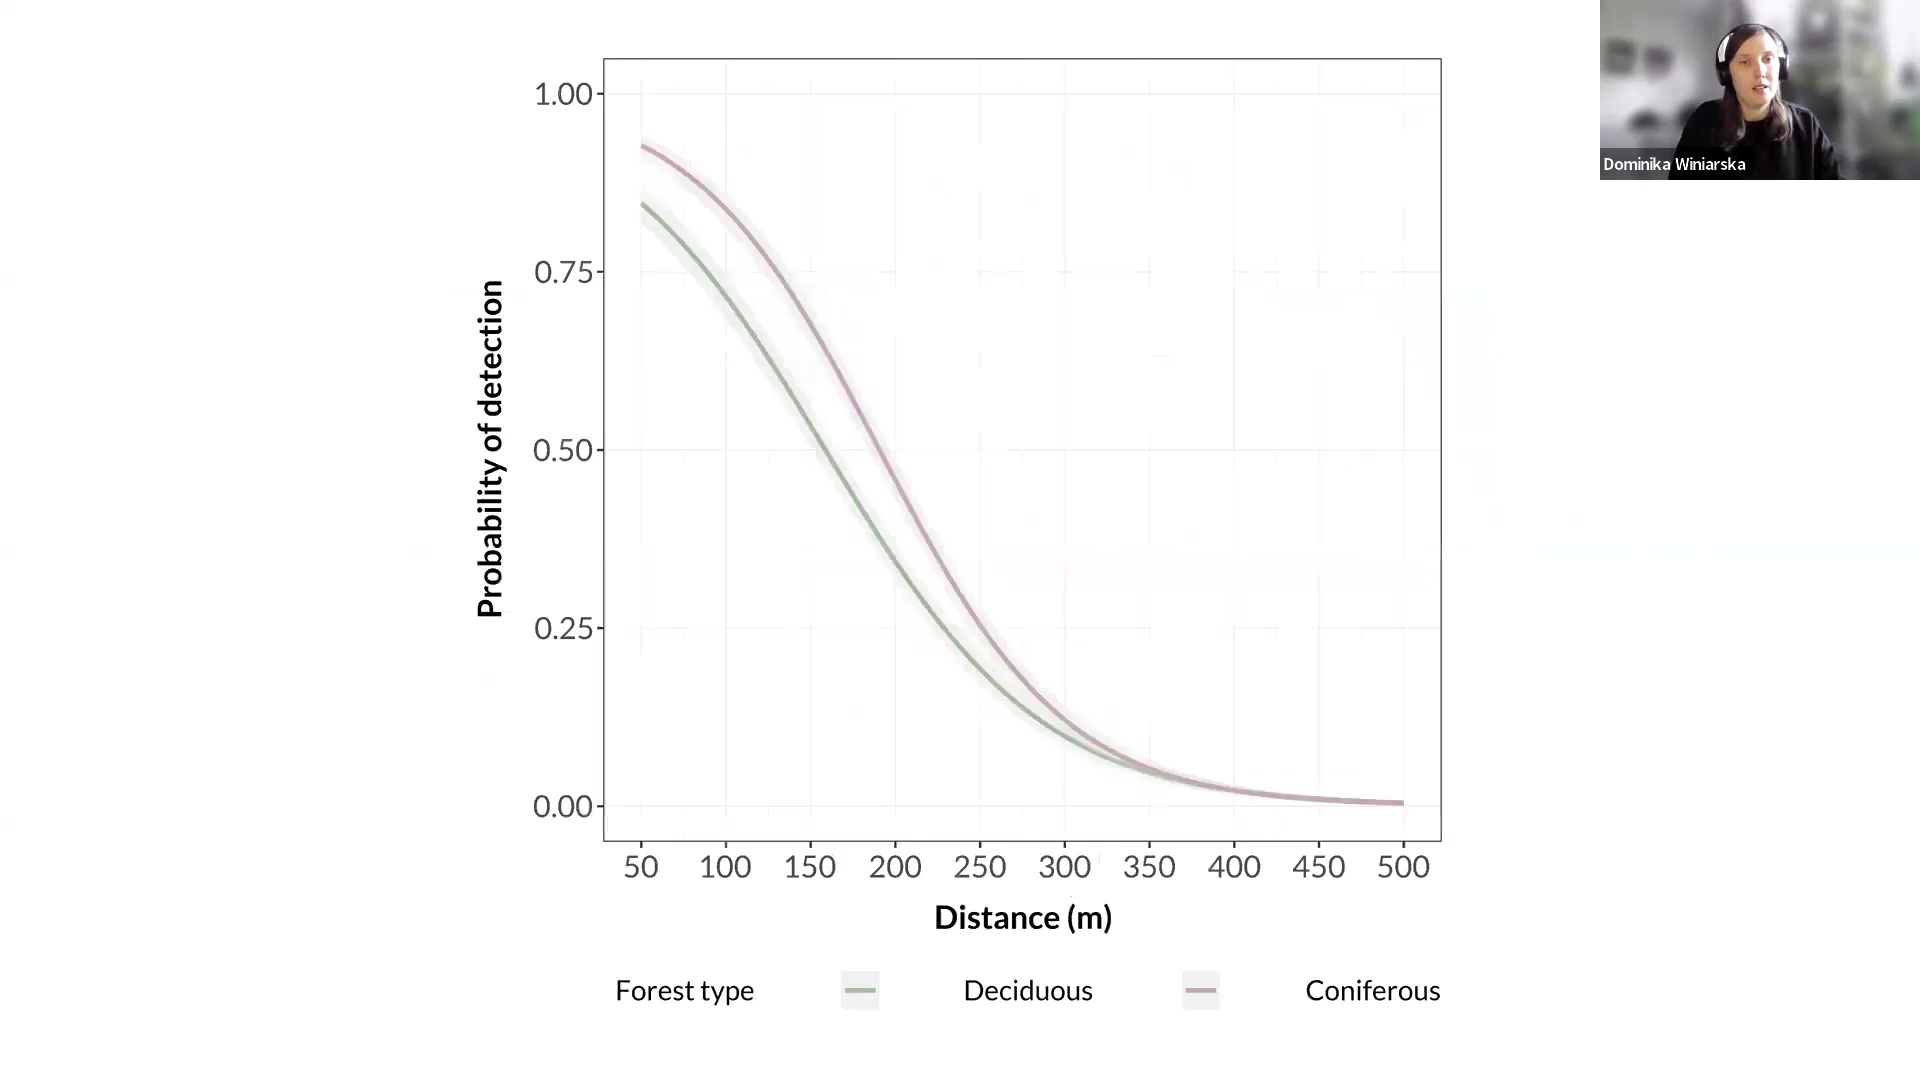 Dominika Winiarska
1.00
0.75
0.50
0.25
0.00
Probability of detection
50 100 150 200 250 300 350 400 450 500
Distance (m)
Forest type Deciduous Coniferous